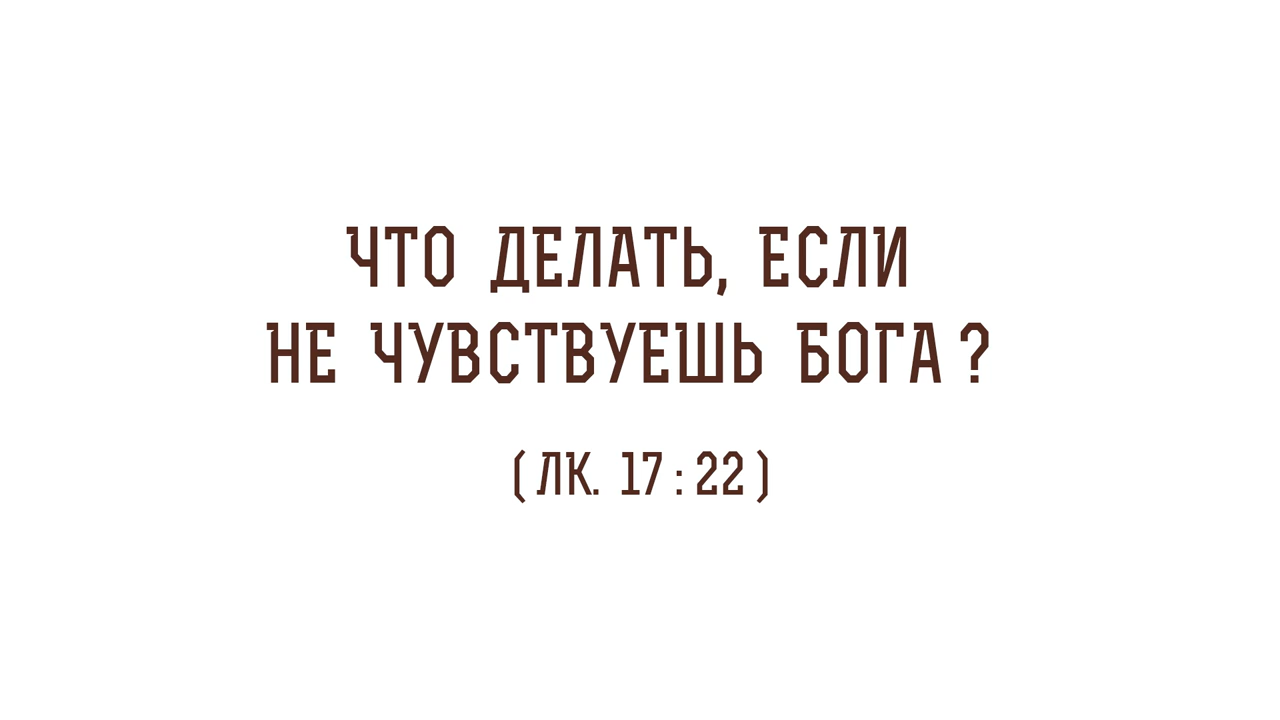 ЧТО ДЕЛАТЬ, ЕСЛИ
НЕ ЧУВСТВУЕШЬ БОГА?
(ЛК. 17:22)